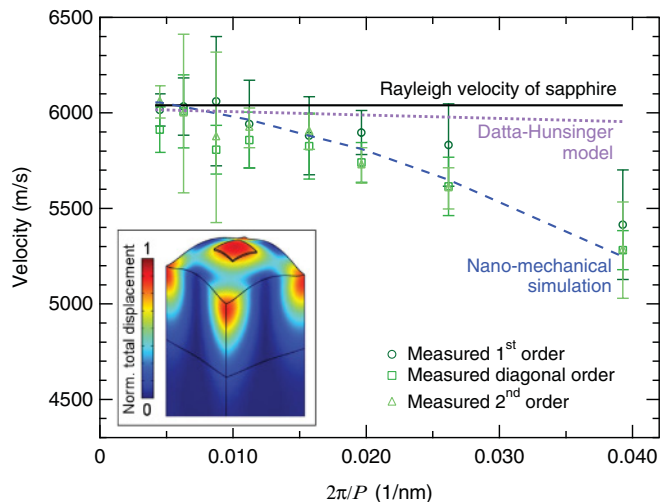 6500
6000
5500
5000
4500
Velocity (m/s)
Rayleigh velocity of sapphire
Datta-Hunsinger
model
Nano-mechanical
simulation
Norm. total displacement
1
0
Measured 1st order
Measured diagonal order
Measured 2nd order
0
0.010
0.020
0.030
0.040
2π/P (1/nm)